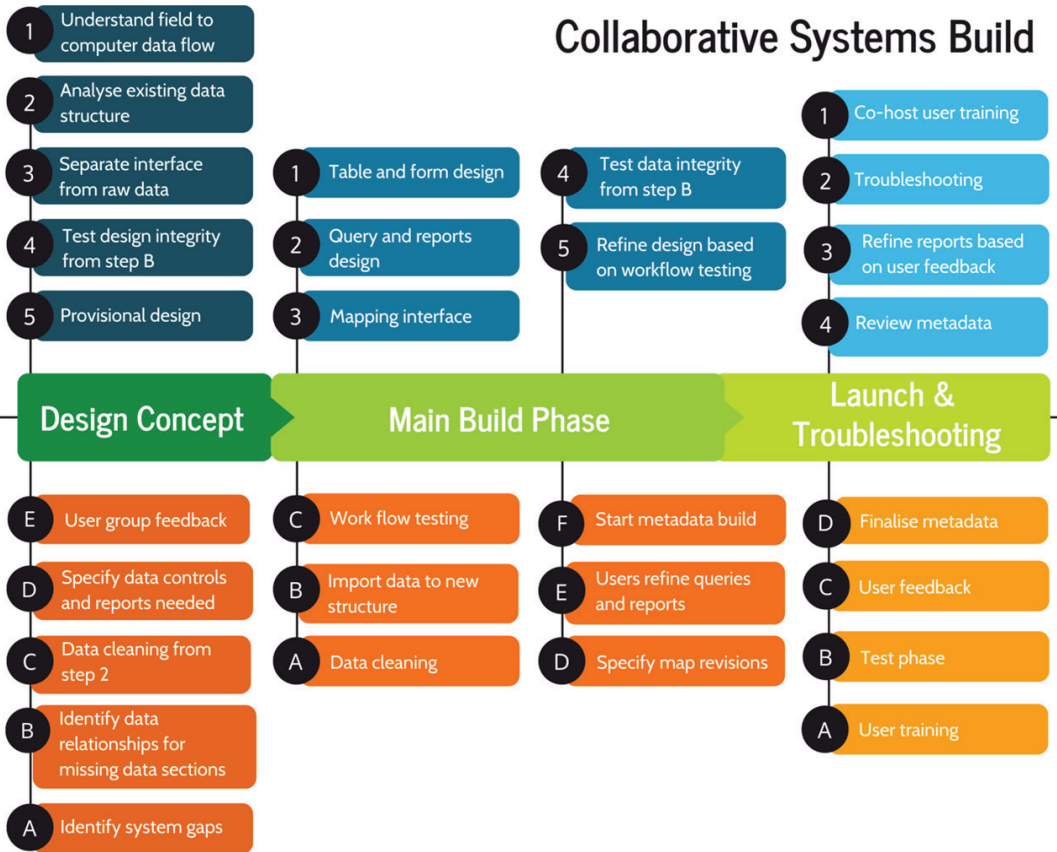 Collaborative Systems Build
1
Understand field to
computer data flow
2
Analyse existing data
structure
3
Separate interface
from raw data
4
Test design integrity
from step B
5
Provisional design
1
Table and form design
2
Query and reports
design
3
Mapping interface
4
Test data integrity
from step B
5
Refine design based
on workflow testing
1
Co-host user training
2
Troubleshooting
3
Refine reports based
on user feedback
4
Review metadata
Design Concept
Main Build Phase
Launch &
Troubleshooting
E
User group feedback
D
Specify data controls
and reports needed
C
Data cleaning from
step 2
B
Identify data
relationships for
missing data sections
A
Identify system gaps
C
Work flow testing
B
Import data to new
structure
A
Data cleaning
F
Start metadata build
E
Users refine queries
and reports
D
Specify map revisions
D
Finalise metadata
C
User feedback
B
Test phase
A
User training